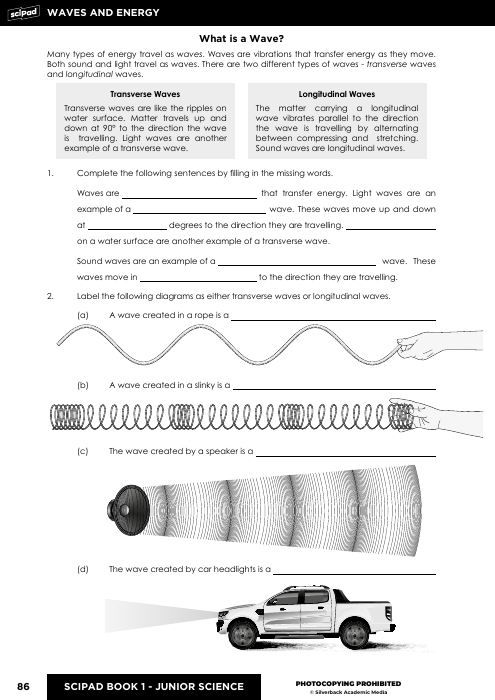 scipad WAVES AND ENERGY
What is a Wave?
Many types of energy travel as waves. Waves are vibrations that transfer energy as they move.
Both sound and light travel as waves. There are two different types of waves - transverse waves
and longitudinal waves.
Transverse Waves
Transverse waves are like the ripples on
water surface. Matter travels up and
down at 90° to the direction the wave
is travelling. Light waves are another
example of a transverse wave.
Longitudinal Waves
The matter carrying a longitudinal
wave vibrates parallel to the direction
the wave is travelling by alternating
between compressing and stretching.
Sound waves are longitudinal waves.
1. Complete the following sentences by filling in the missing words.
Waves are that transfer energy. Light waves are an
example of a wave. These waves move up and down
at degrees to the direction they are travelling.
on a water surface are another example of a transverse wave.
Sound waves are an example of a wave. These
waves move in to the direction they are travelling.
2. Label the following diagrams as either transverse waves or longitudinal waves.
(a) A wave created in a rope is a
(b) A wave created in a slinky is a
(c) The wave created by a speaker is a
(d) The wave created by car headlights is a
86 SCIPAD BOOK 1 - JUNIOR SCIENCE PHOTOCOPYING PROHIBITED
© Silverback Academic Media